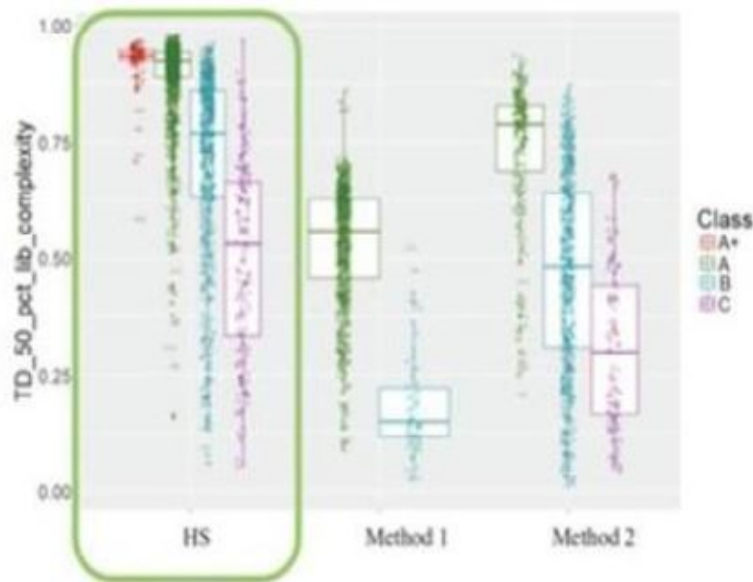 1.00
0.75
0.50
0.25
0.00
TD_50_pct_lib_complexity
HS
Method 1
Method 2
Class
A+
A
B
C